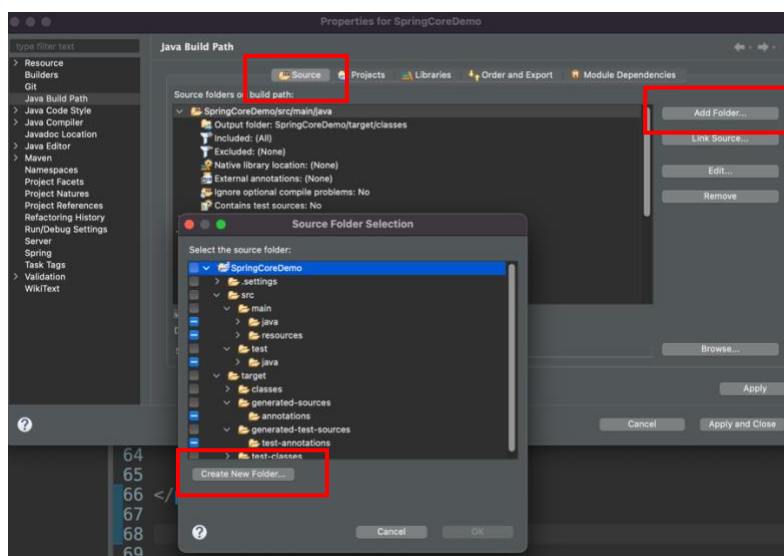 Properties for SpringCoreDemo
type filter text
Java Build Path
Resource
Builders
Git
Java Build Path
Java Code Style
Java Compiler
Javadoc Location
Java Editor
Maven
Namespaces
Project Facets
Project Natures
Project References
Refactoring History
Run/Debug Settings
Server
Spring
Task Tags
Validation
WikiText
Source Projects Libraries Order and Export Module Dependencies
Source folders on build path:
SpringCoreDemo/src/main/java
Output folder: SpringCoreDemo/target/classes
Included: (All)
Excluded: (None)
Native library location: (None)
External annotations: (None)
Ignore optional compile problems: No
Contains test sources: No
Add Folder...
Link Source...
Edit...
Remove
Source Folder Selection
Select the source folder:
SpringCoreDemo
.settings
src
main
java
resources
test
java
target
classes
generated-sources
annotations
generated-test-sources
test-annotations
test-classes
Create New Folder...
Cancel OK
Browse...
Apply
Cancel Apply and Close
64
65
66 </
67
68
69